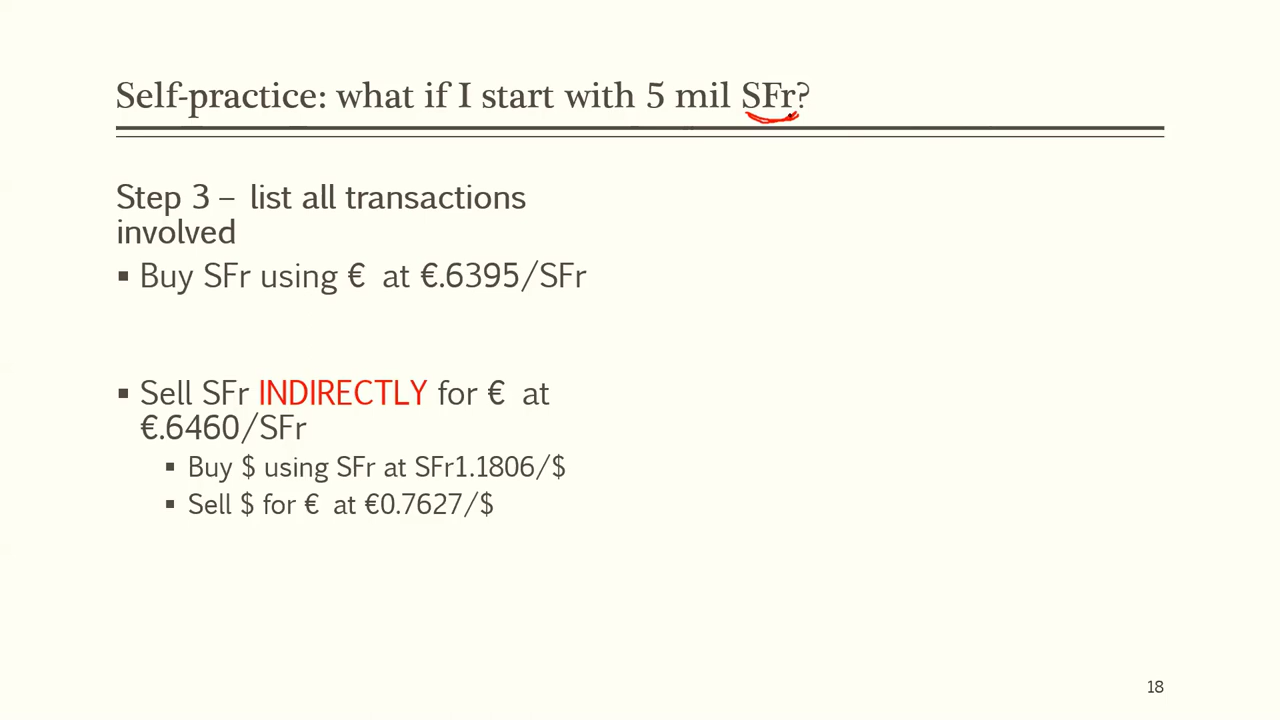 Self-practice: what if I start with 5 mil SFr?
Step 3 – list all transactions
involved
▪ Buy SFr using € at €.6395/SFr
▪ Sell SFr INDIRECTLY for € at
€.6460/SFr
▪ Buy $ using SFr at SFr1.1806/$
▪ Sell $ for € at €0.7627/$
18